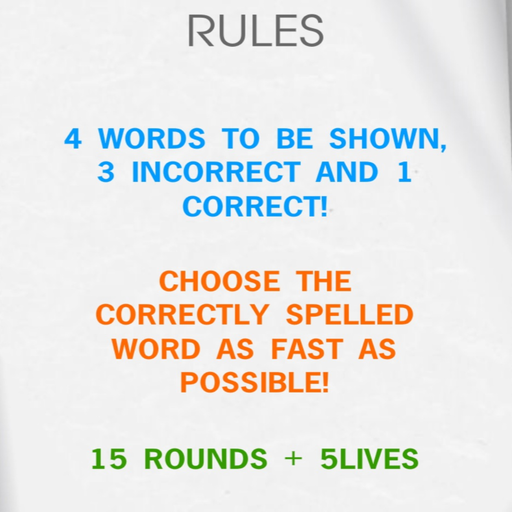 RULES
4 WORDS TO BE SHOWN,
3 INCORRECT AND 1
CORRECT!
CHOOSE THE
CORRECTLY SPELLED
WORD AS FAST AS
POSSIBLE!
15 ROUNDS + 5LIVES